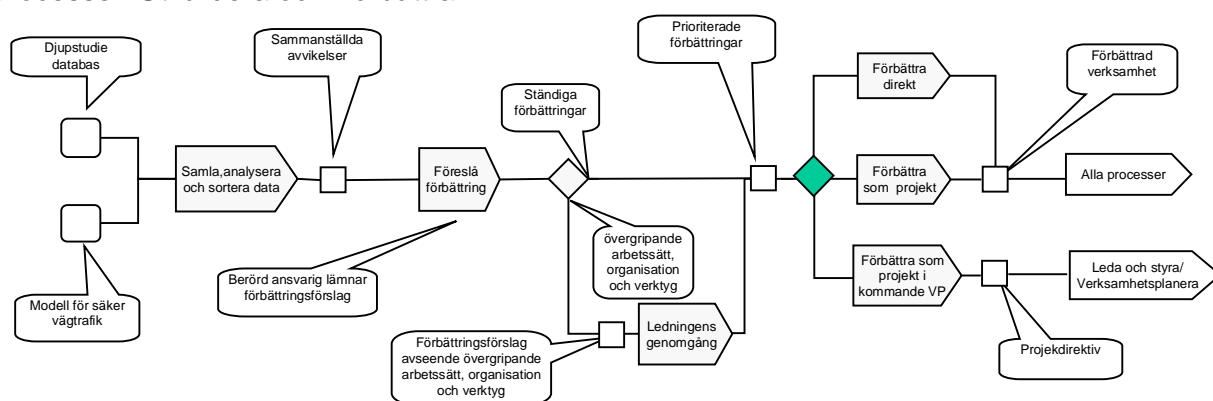 Djupstudie
databas
Modell för säker
vägtrafik
Samla,analysera
och sortera data
Sammanställda
avvikelser
Berörd ansvarig lämnar
förbättringsförslag
Föreslå
förbättring
Ständiga
förbättringar
övergripande
arbetssätt,
organisation
och verktyg
Förbättringsförslag
avseende övergripande
arbetssätt, organisation
och verktyg
Ledningens
genomgång
Prioriterade
förbättringar
Förbättra
direkt
Förbättra
som projekt
Förbättra som
projekt i
kommande VP
Förbättrad
verksamhet
Alla processer
Leda och styra/
Verksamhetsplanera
Projekdirektiv